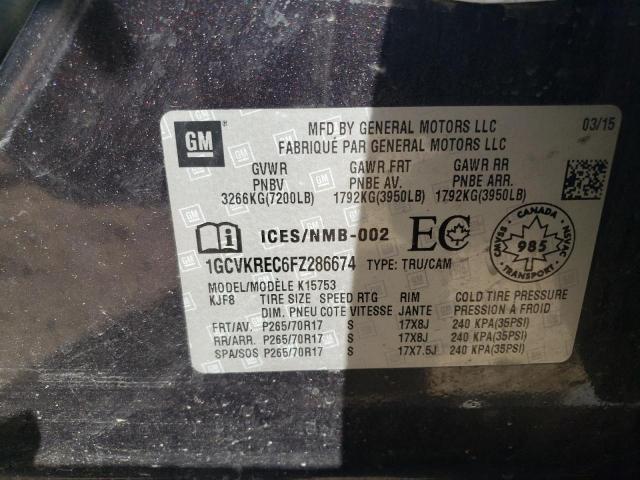 GM ®
MFD BY GENERAL MOTORS LLC 03/15
FABRIQUÉ PAR GENERAL MOTORS LLC
GVWR GAWR FRT GAWR RR
PNBV PNBE AV. PNBE ARR.
3266KG(7200LB) 1792KG(3950LB) 1792KG(3950LB)
ICES/NMB-002 EC
CANADA
CMVSS 985 NSVAC
TRANSPORT
1GCVKREC6FZ286674 TYPE: TRU/CAM
MODEL/MODÈLE K15753
KJF8 TIRE SIZE SPEED RTG RIM COLD TIRE PRESSURE
DIM. PNEU COTE VITESSE JANTE PRESSION À FROID
FRT/AV. P265/70R17 S 17X8J 240 KPA(35PSI)
RR/ARR. P265/70R17 S 17X8J 240 KPA(35PSI)
SPA/SOS P265/70R17 S 17X7.5J 240 KPA(35PSI)